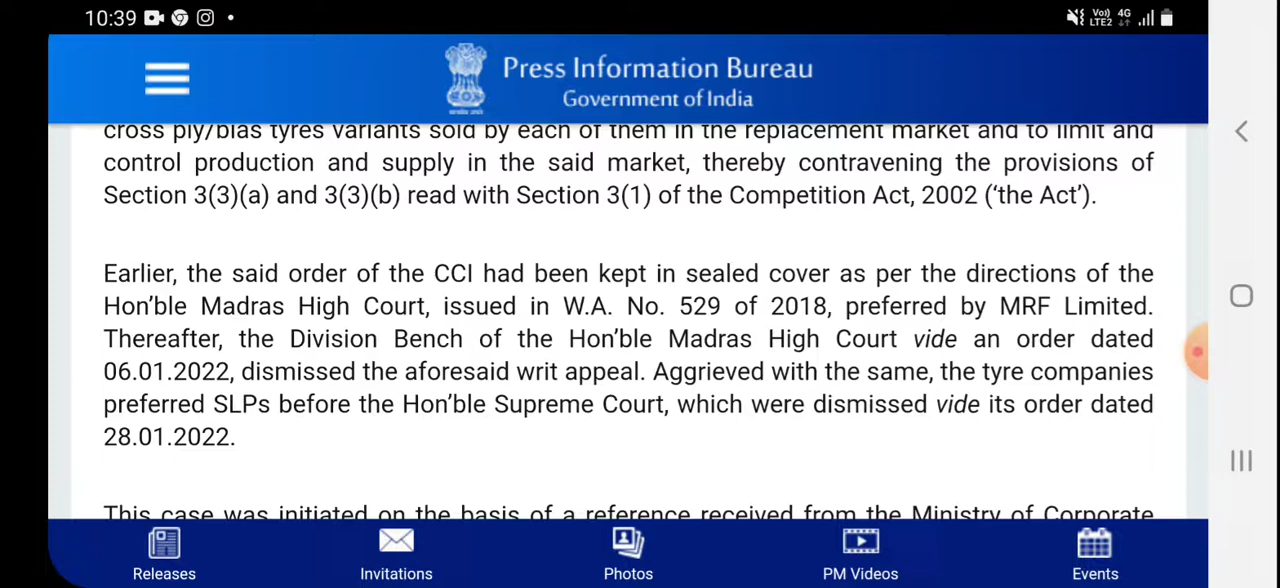 10:39
Vo) 4G
LTE2
Press Information Bureau
Government of India
cross ply/bias tyres variants sold by each of them in the replacement market and to limit and
control production and supply in the said market, thereby contravening the provisions of
Section 3(3)(a) and 3(3)(b) read with Section 3(1) of the Competition Act, 2002 (‘the Act’).
Earlier, the said order of the CCI had been kept in sealed cover as per the directions of the
Hon’ble Madras High Court, issued in W.A. No. 529 of 2018, preferred by MRF Limited.
Thereafter, the Division Bench of the Hon’ble Madras High Court vide an order dated
06.01.2022, dismissed the aforesaid writ appeal. Aggrieved with the same, the tyre companies
preferred SLPs before the Hon’ble Supreme Court, which were dismissed vide its order dated
28.01.2022.
This case was initiated on the basis of a reference received from the Ministry of Corporate
Releases Invitations Photos PM Videos Events